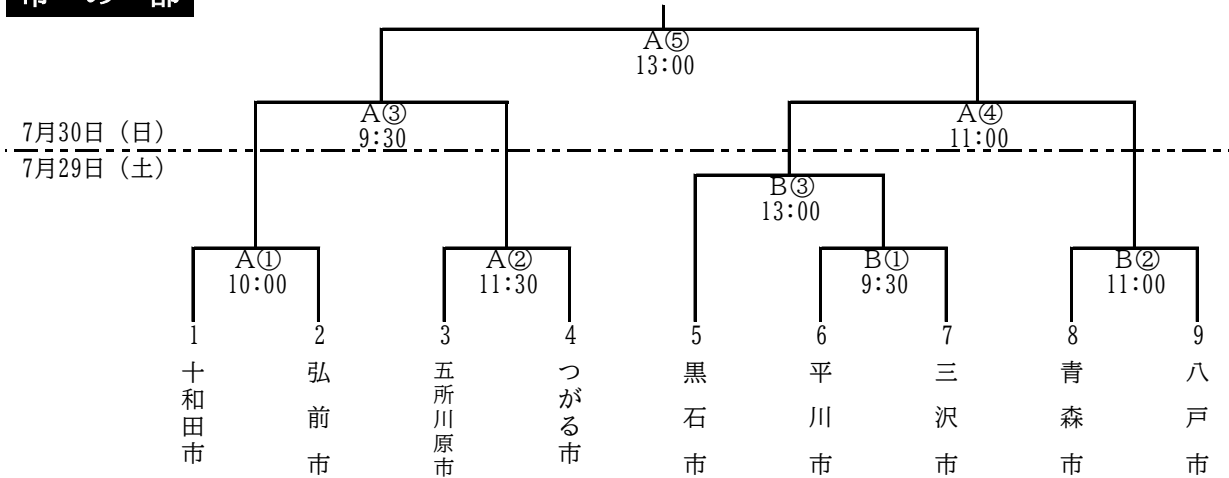 市の部
A⑤
13:00
A③
9:30
A④
11:00
7月30日（日）
7月29日（土）
B③
13:00
A①
10:00
A②
11:30
B①
9:30
B②
11:00
1
2
3
4
5
6
7
8
9
十和田市
弘前市
五所川原市
つがる市
黒石市
平川市
三沢市
青森市
八戸市